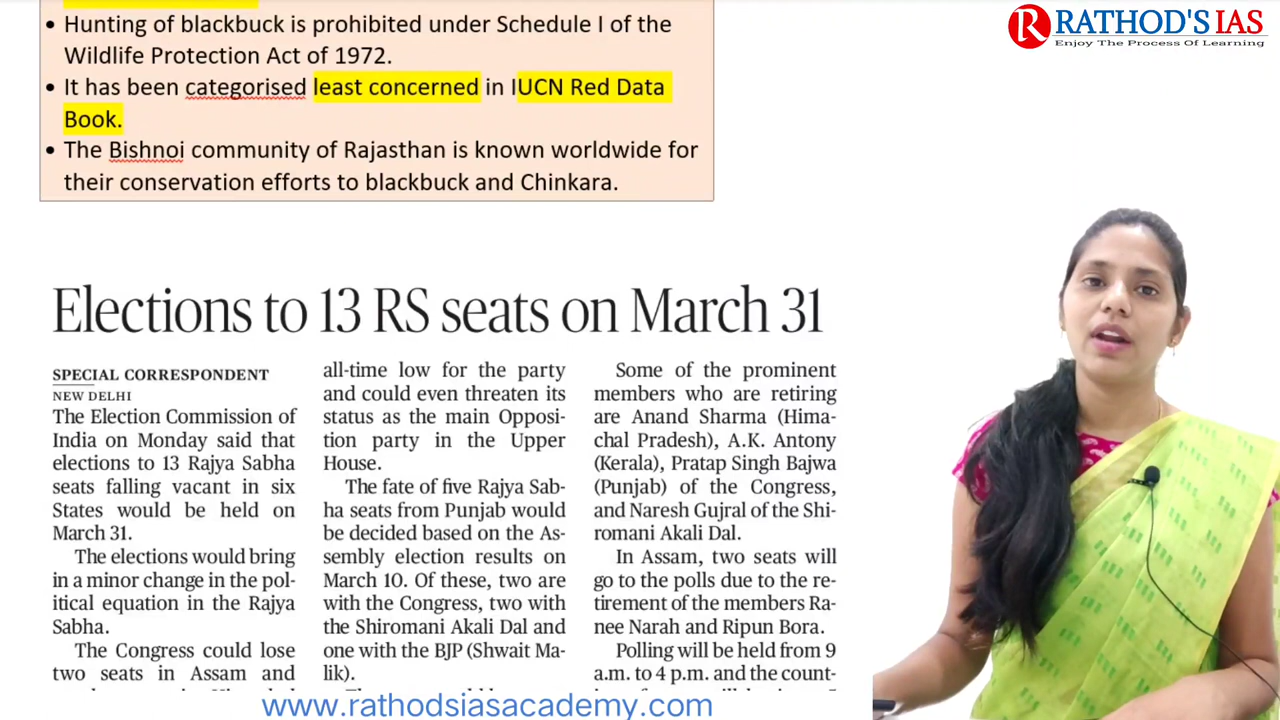 • Hunting of blackbuck is prohibited under Schedule I of the
Wildlife Protection Act of 1972.
• It has been categorised least concerned in IUCN Red Data
Book.
• The Bishnoi community of Rajasthan is known worldwide for
their conservation efforts to blackbuck and Chinkara.
R RATHOD'S IAS
Enjoy The Process Of Learning
Elections to 13 RS seats on March 31
SPECIAL CORRESPONDENT
NEW DELHI
The Election Commission of
India on Monday said that
elections to 13 Rajya Sabha
seats falling vacant in six
States would be held on
March 31.
The elections would bring
in a minor change in the pol-
itical equation in the Rajya
Sabha.
The Congress could lose
two seats in Assam and
all-time low for the party
and could even threaten its
status as the main Opposi-
tion party in the Upper
House.
The fate of five Rajya Sab-
ha seats from Punjab would
be decided based on the As-
sembly election results on
March 10. Of these, two are
with the Congress, two with
the Shiromani Akali Dal and
one with the BJP (Shwait Ma-
lik).
Some of the prominent
members who are retiring
are Anand Sharma (Hima-
chal Pradesh), A.K. Antony
(Kerala), Pratap Singh Bajwa
(Punjab) of the Congress,
and Naresh Gujral of the Shi-
romani Akali Dal.
In Assam, two seats will
go to the polls due to the re-
tirement of the members Ra-
nee Narah and Ripun Bora.
Polling will be held from 9
a.m. to 4 p.m. and the count-
www.rathodsiasacademy.com